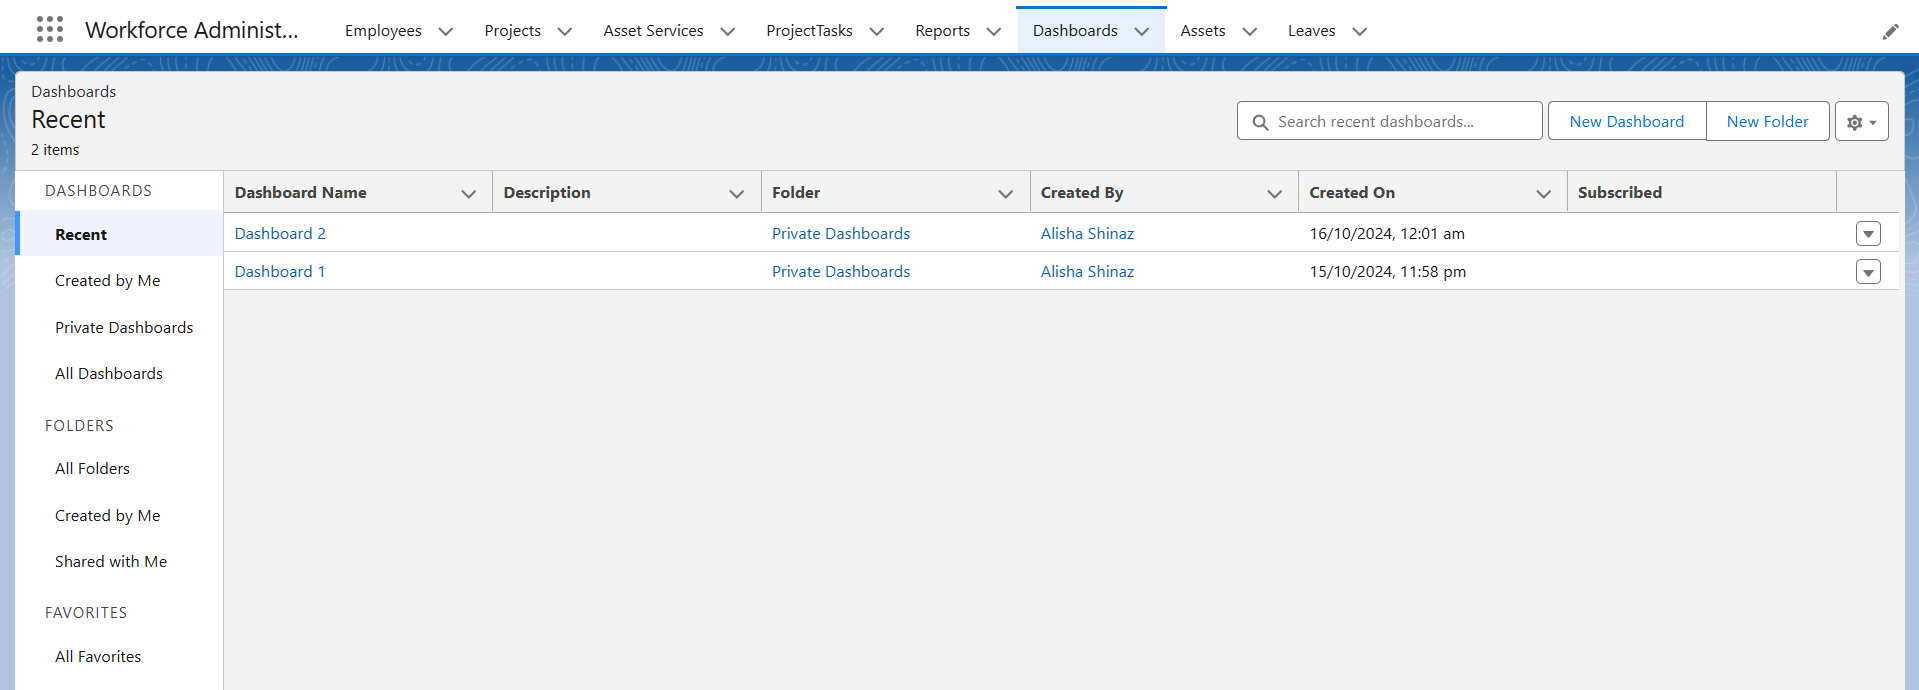 Workforce Administ... Employees Projects Asset Services ProjectTasks Reports Dashboards Assets Leaves
Dashboards
Recent
2 items
Search recent dashboards... New Dashboard New Folder
DASHBOARDS
Recent
Created by Me
Private Dashboards
All Dashboards
FOLDERS
All Folders
Created by Me
Shared with Me
FAVORITES
All Favorites
Dashboard Name Description Folder Created By Created On Subscribed
Dashboard 2 Private Dashboards Alisha Shinaz 16/10/2024, 12:01 am
Dashboard 1 Private Dashboards Alisha Shinaz 15/10/2024, 11:58 pm